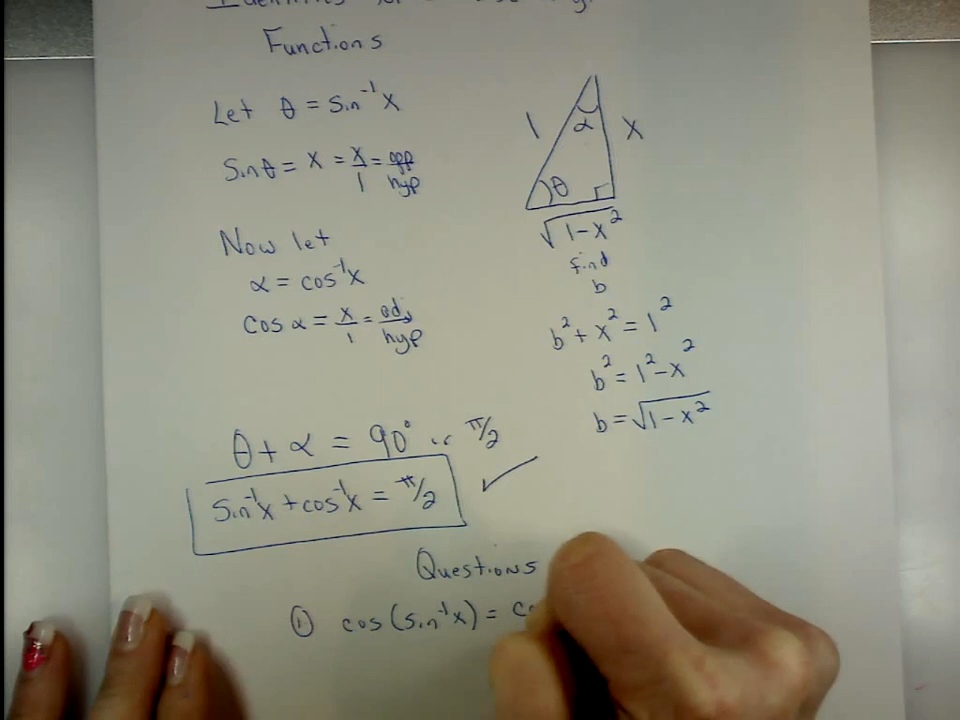 Functions
Let θ = sin⁻¹x
sinθ = x = x/1 = opp/hyp
Now let
α = cos⁻¹x
cos α = x/1 = adj/hyp
θ + α = 90° or π/2
sin⁻¹x + cos⁻¹x = π/2
1
α
x
θ
√(1-x²)
find
b
b² + x² = 1²
b² = 1² - x²
b = √(1-x²)
Questions
① cos(sin⁻¹x) =